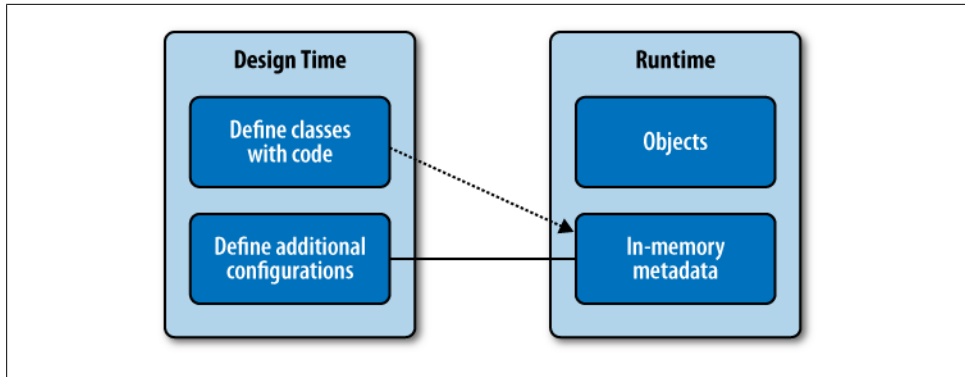 Design Time
Define classes
with code
Define additional
configurations
Runtime
Objects
In-memory
metadata